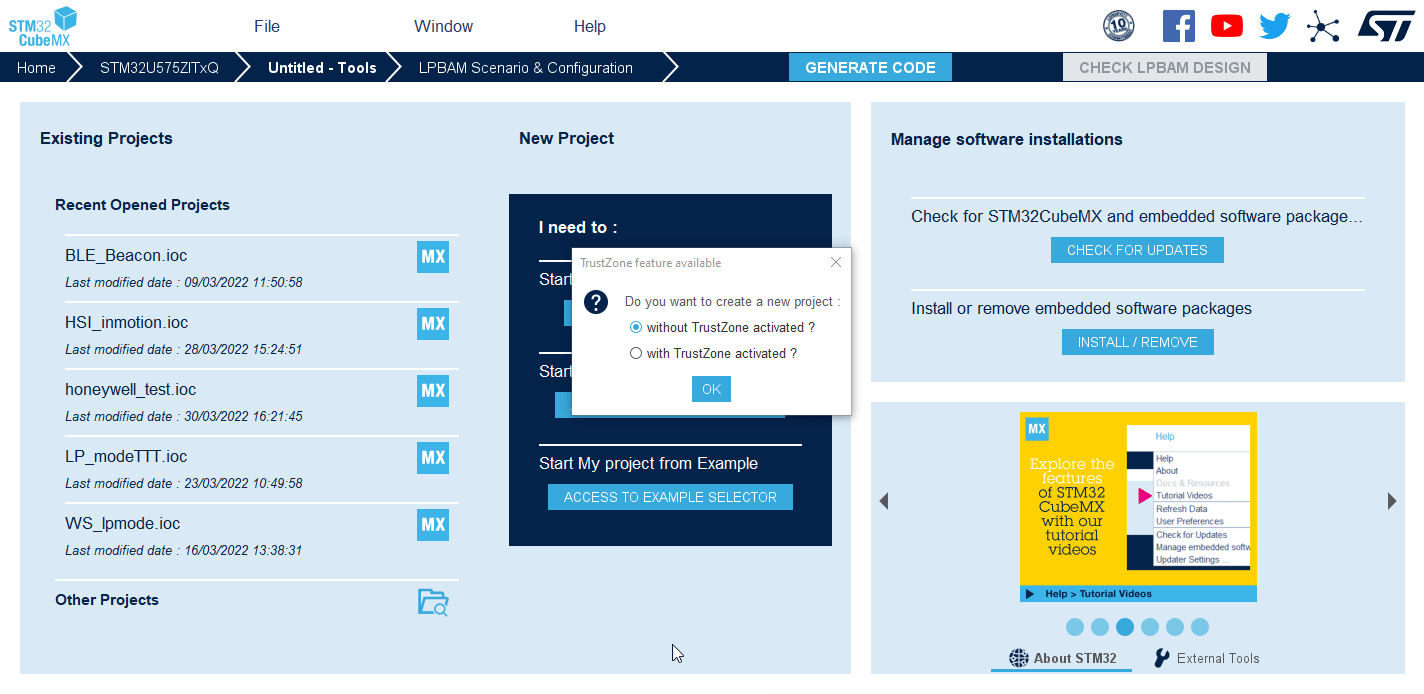 STM32
CubeMX
File
Window
Help
10
ST
Home
STM32U575ZITxQ
Untitled - Tools
LPBAM Scenario & Configuration
GENERATE CODE
CHECK LPBAM DESIGN
Existing Projects
Recent Opened Projects
BLE_Beacon.ioc
Last modified date : 09/03/2022 11:50:58
MX
HSI_inmotion.ioc
Last modified date : 28/03/2022 15:24:51
MX
honeywell_test.ioc
Last modified date : 30/03/2022 16:21:45
MX
LP_modeTTT.ioc
Last modified date : 23/03/2022 10:49:58
MX
WS_lpmode.ioc
Last modified date : 16/03/2022 13:38:31
MX
Other Projects
New Project
I need to :
Start
Start
TrustZone feature available
Do you want to create a new project :
without TrustZone activated ?
with TrustZone activated ?
OK
Start My project from Example
ACCESS TO EXAMPLE SELECTOR
Manage software installations
Check for STM32CubeMX and embedded software package...
CHECK FOR UPDATES
Install or remove embedded software packages
INSTALL / REMOVE
MX
Explore the
features
of STM32
CubeMX
with our
tutorial
videos
Help
Help
About
Docs & Resources
Tutorial Videos
Refresh Data
User Preferences
Check for Updates
Manage embedded softw
Updater Settings ...
Help > Tutorial Videos
About STM32
External Tools